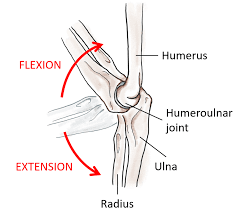 FLEXION
Humerus
Humeroulnar
joint
EXTENSION
Ulna
Radius